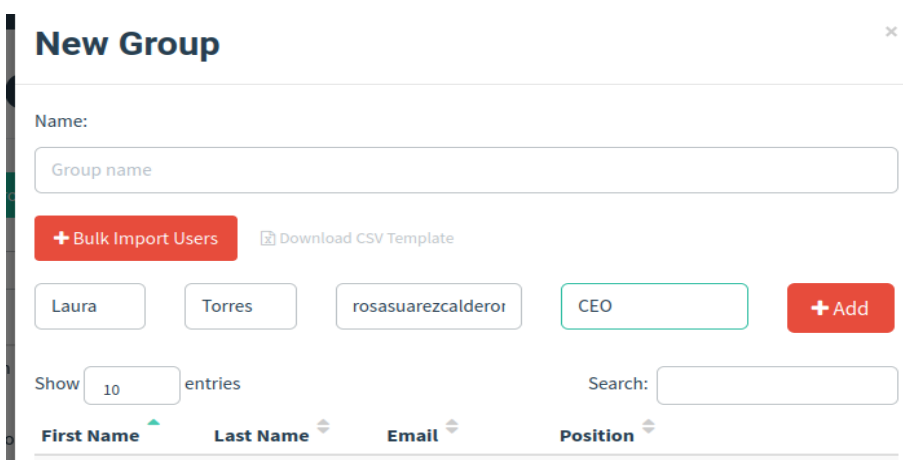 New Group
×
Name:
Group name
Bulk Import Users Download CSV Template
Laura Torres rosasuarezcalderor CEO Add
Show 10 entries Search:
First Name Last Name Email Position